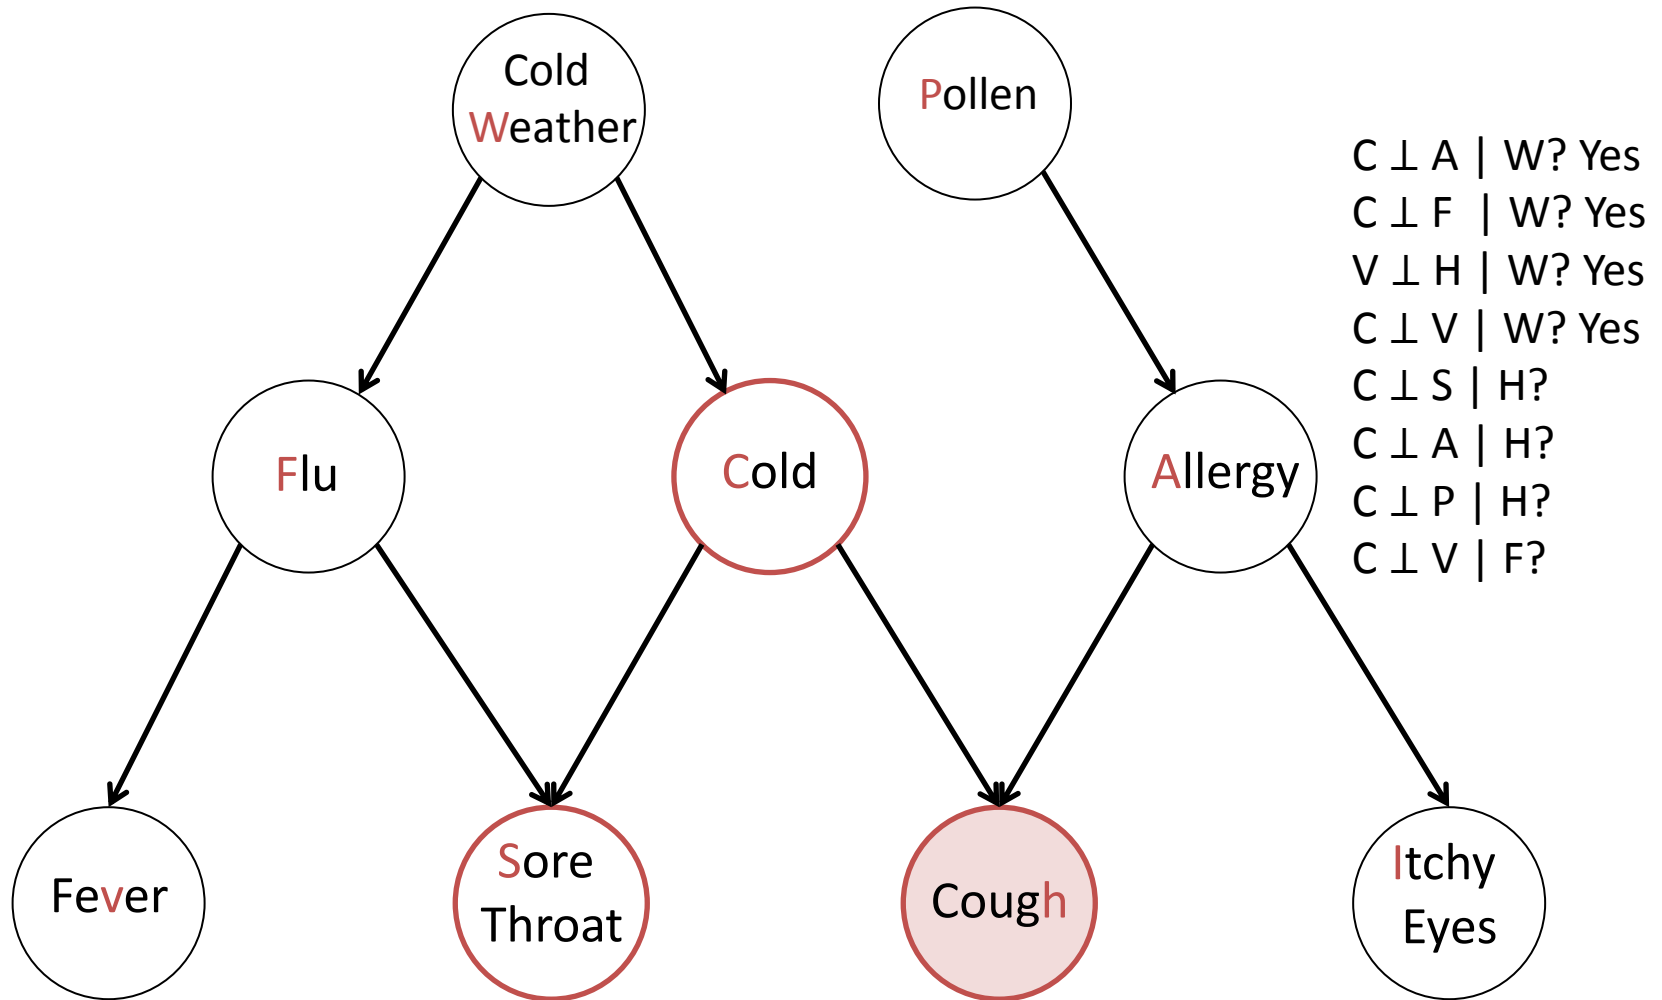 Cold
Weather
Pollen
C ⊥ A | W? Yes
C ⊥ F | W? Yes
V ⊥ H | W? Yes
C ⊥ V | W? Yes
C ⊥ S | H?
C ⊥ A | H?
C ⊥ P | H?
C ⊥ V | F?
Flu
Cold
Allergy
Fever
Sore
Throat
Cough
Itchy
Eyes